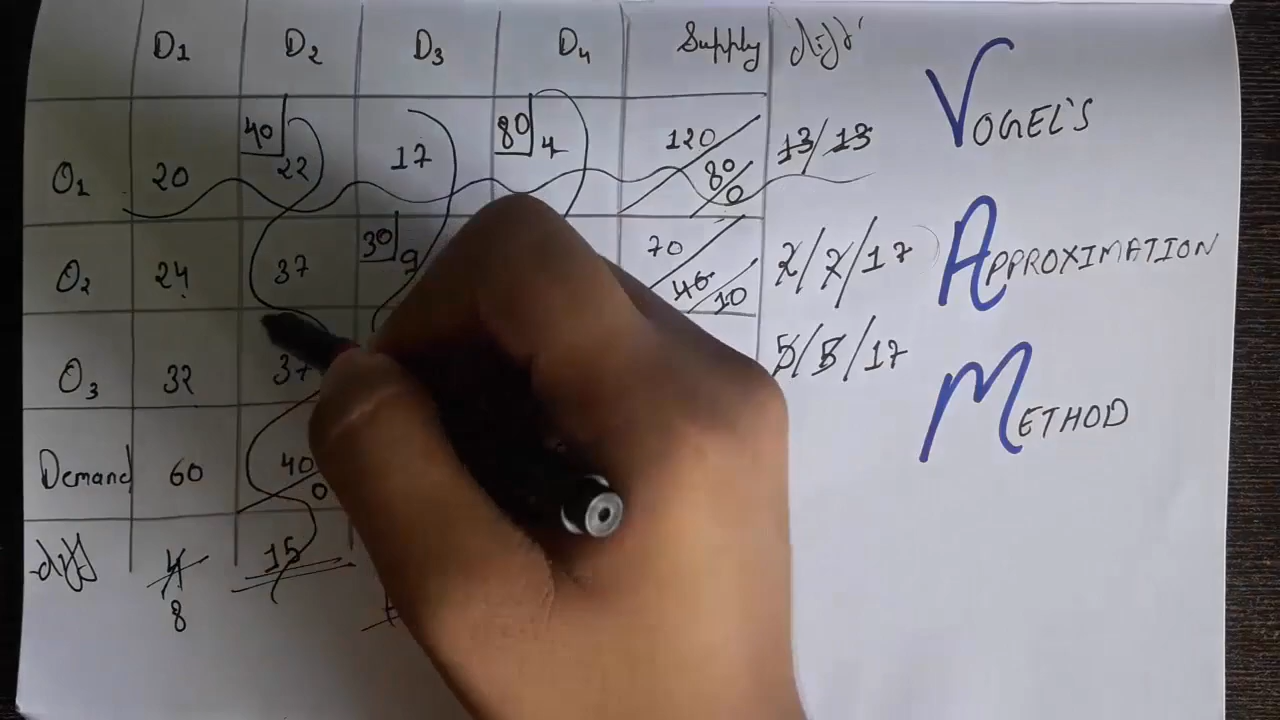 D1 D2 D3 D4 Supply diff
O1 20 40 22 17 80 4 120 80 0 13/13
O2 24 37 30 9 70 40 10 2/7/17
O3 32 37 5/5/17
Demand 60 40 0
diff 4 15
8
VOGEL'S
APPROXIMATION
METHOD